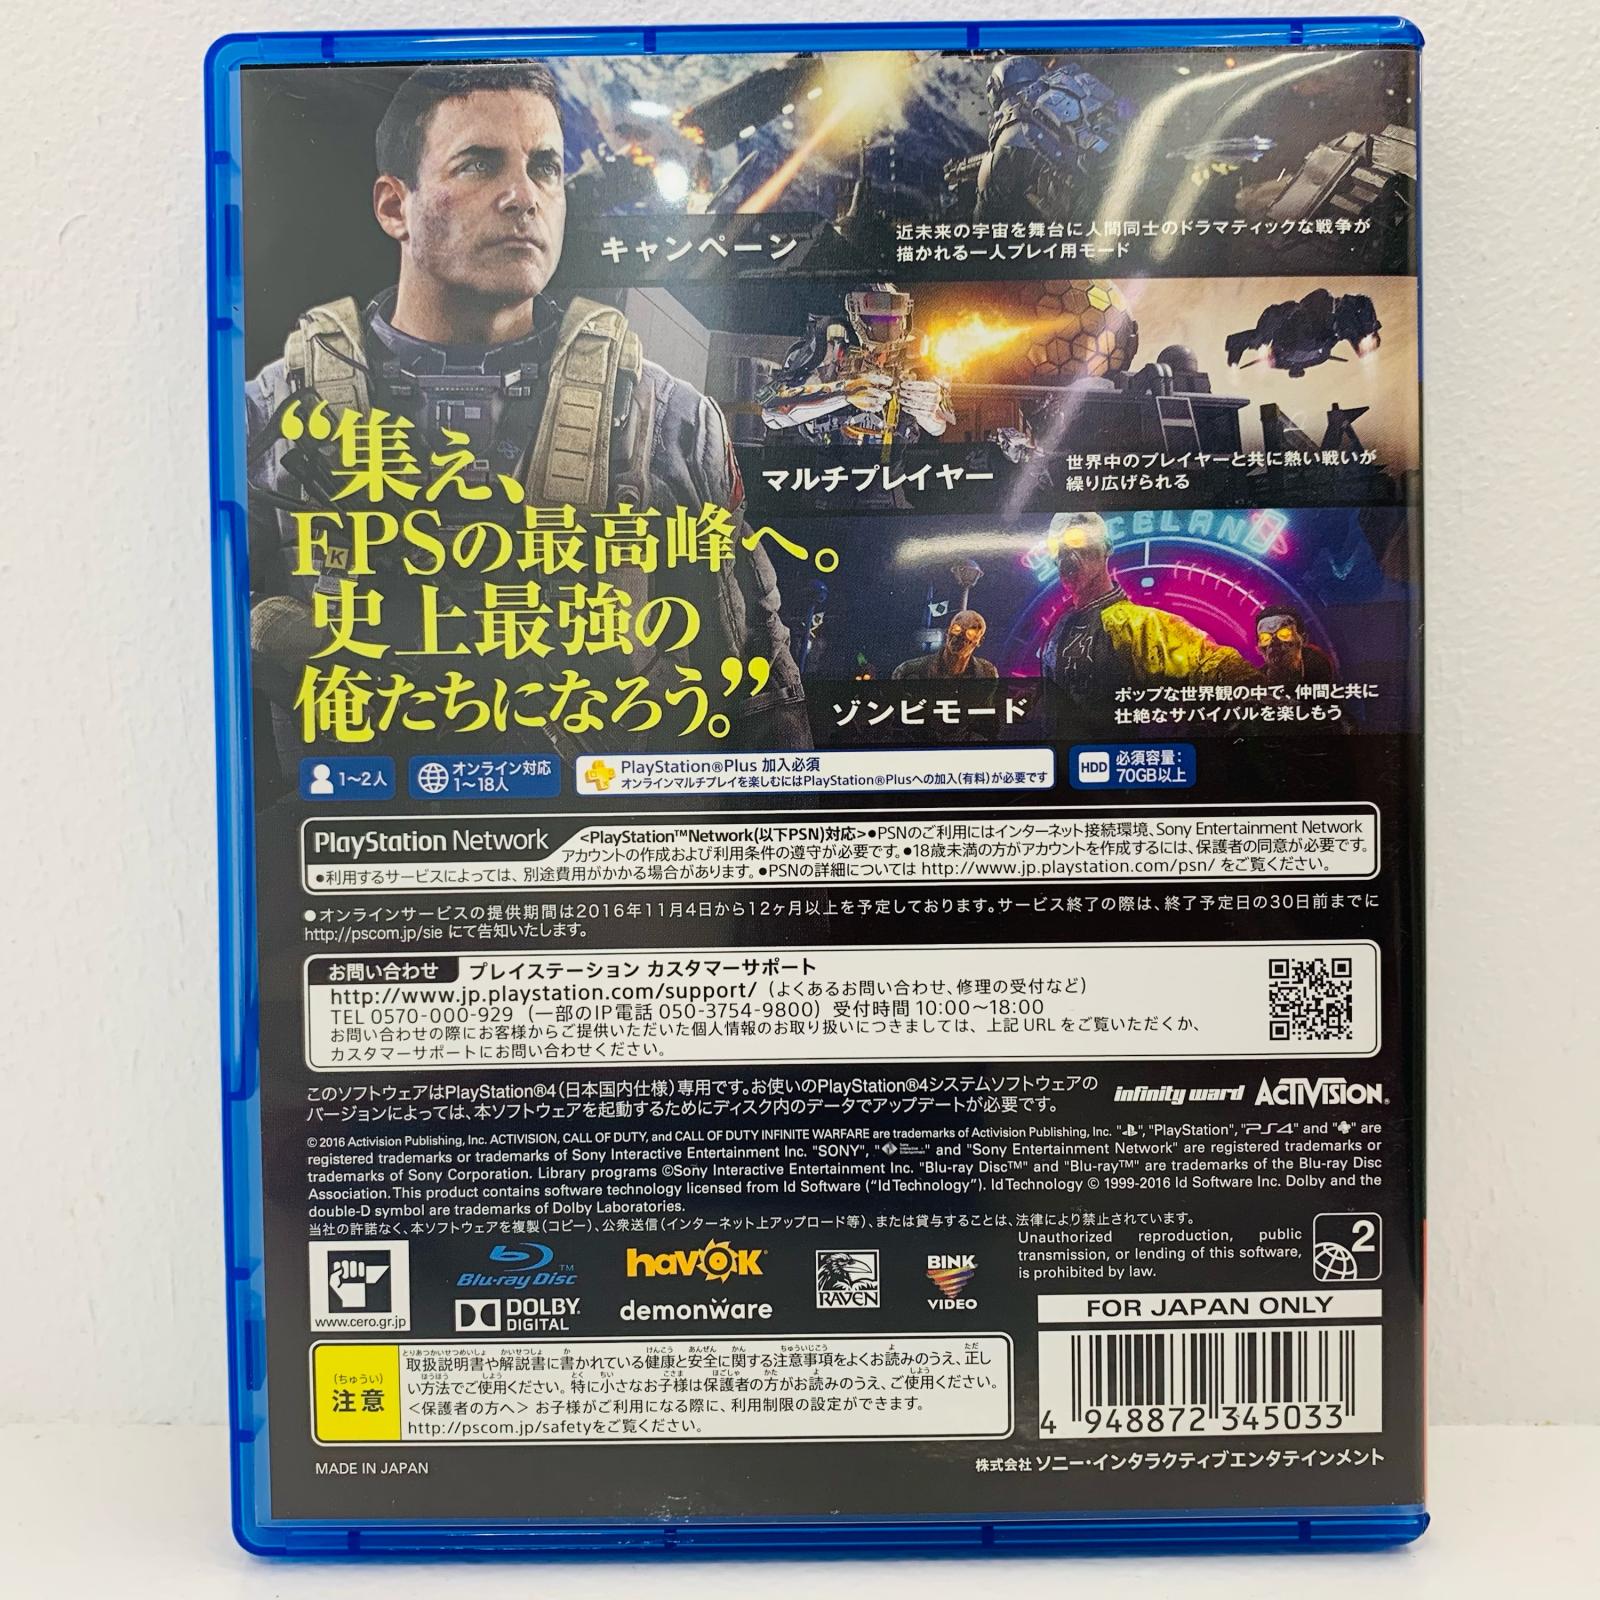 キャンペーン
近未来の宇宙を舞台に人間同士のドラマティックな戦争が
描かれる一人プレイ用モード
マルチプレイヤー
世界中のプレイヤーと共に熱い戦いが
繰り広げられる
“集え、
FPSの最高峰へ。
史上最強の
俺たちになろう。”
K
ゾンビモード
ポップな世界観の中で、仲間と共に
壮絶なサバイバルを楽しもう
1～2人
オンライン対応
1～18人
PlayStation®Plus 加入必須
オンラインマルチプレイを楽しむにはPlayStation®Plusへの加入(有料)が必要です
HDD
必須容量:
70GB以上
PlayStation Network
<PlayStation™Network(以下PSN)対応>●PSNのご利用にはインターネット接続環境、Sony Entertainment Network
アカウントの作成および利用条件の遵守が必要です。●18歳未満の方がアカウントを作成するには、保護者の同意が必要です。
●利用するサービスによっては、別途費用がかかる場合があります。●PSNの詳細については http://www.jp.playstation.com/psn/ をご覧ください。
●オンラインサービスの提供期間は2016年11月4日から12ヶ月以上を予定しております。サービス終了の際は、終了予定日の30日前までに
http://pscom.jp/sie にて告知いたします。
お問い合わせ プレイステーション カスタマーサポート
http://www.jp.playstation.com/support/ (よくあるお問い合わせ、修理の受付など)
TEL 0570-000-929 (一部のIP電話 050-3754-9800) 受付時間 10:00～18:00
お問い合わせの際にお客様からご提供いただいた個人情報のお取り扱いにつきましては、上記 URL をご覧いただくか、
カスタマーサポートにお問い合わせください。
このソフトウェアはPlayStation®4(日本国内仕様)専用です。お使いのPlayStation®4システムソフトウェアの
バージョンによっては、本ソフトウェアを起動するためにディスク内のデータでアップデートが必要です。
infinity ward ACTIVISION®
© 2016 Activision Publishing, Inc. ACTIVISION, CALL OF DUTY, and CALL OF DUTY INFINITE WARFARE are trademarks of Activision Publishing, Inc. "", "PlayStation", "PS4" and "" are
registered trademarks or trademarks of Sony Interactive Entertainment Inc. "SONY", "" and "Sony Entertainment Network" are registered trademarks or
trademarks of Sony Corporation. Library programs ©Sony Interactive Entertainment Inc. "Blu-ray Disc™" and "Blu-ray™" are trademarks of the Blu-ray Disc
Association. This product contains software technology licensed from Id Software (“Id Technology”). Id Technology © 1999-2016 Id Software Inc. Dolby and the
double-D symbol are trademarks of Dolby Laboratories.
当社の許諾なく、本ソフトウェアを複製(コピー)、公衆送信(インターネット上アップロード等)、または貸与することは、法律により禁止されています。
Unauthorized reproduction, public
transmission, or lending of this software,
is prohibited by law.
2
www.cero.gr.jp
Blu-ray Disc™
DOLBY
DIGITAL
havok
demonware
RAVEN
BINK
VIDEO
FOR JAPAN ONLY
(ちゅうい)
注意
取扱説明書や解説書に書かれている健康と安全に関する注意事項をよくお読みのうえ、正し
い方法でご使用ください。特に小さなお子様は保護者の方がお読みのうえ、ご使用ください。
<保護者の方へ> お子様がご利用になる際に、利用制限の設定ができます。
http://pscom.jp/safetyをご覧ください。
4 948872 345033
MADE IN JAPAN
株式会社 ソニー・インタラクティブエンタテインメント